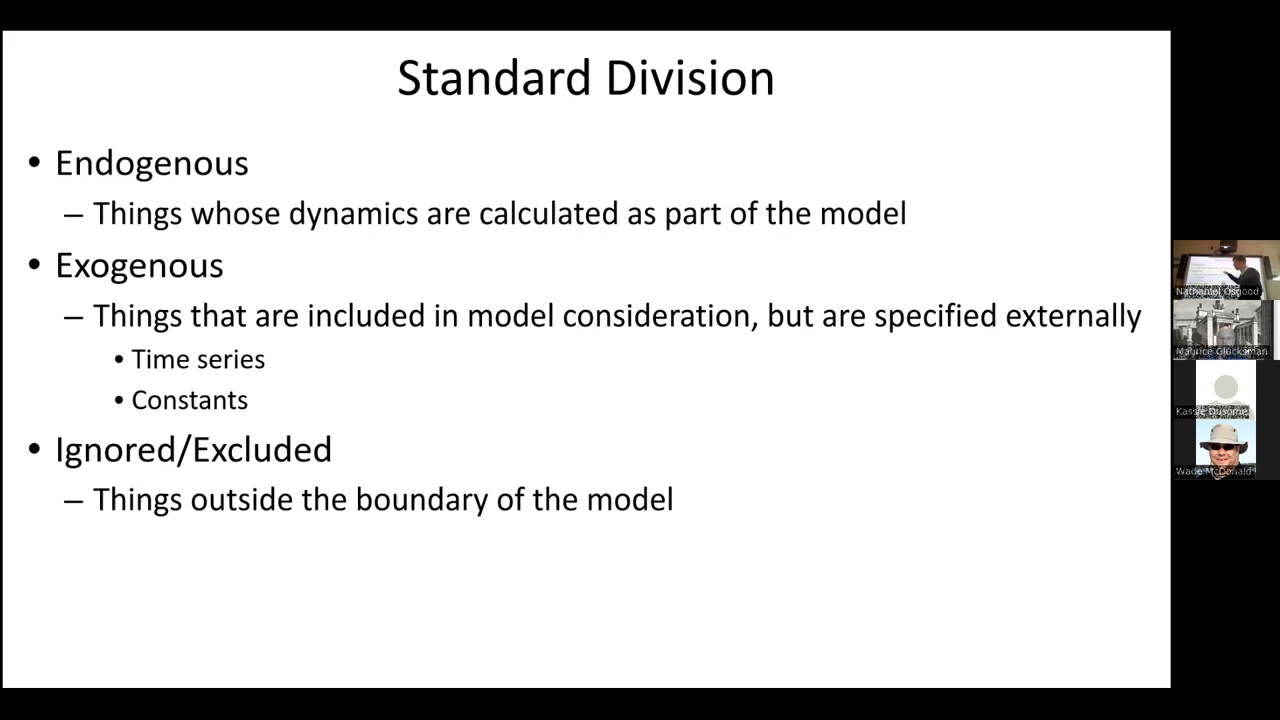 Standard Division
• Endogenous
– Things whose dynamics are calculated as part of the model
• Exogenous
– Things that are included in model consideration, but are specified externally
• Time series
• Constants
• Ignored/Excluded
– Things outside the boundary of the model
Nathaniel Osgood
Maurice Glucksman
Kassie Dusome
Wade McDonald